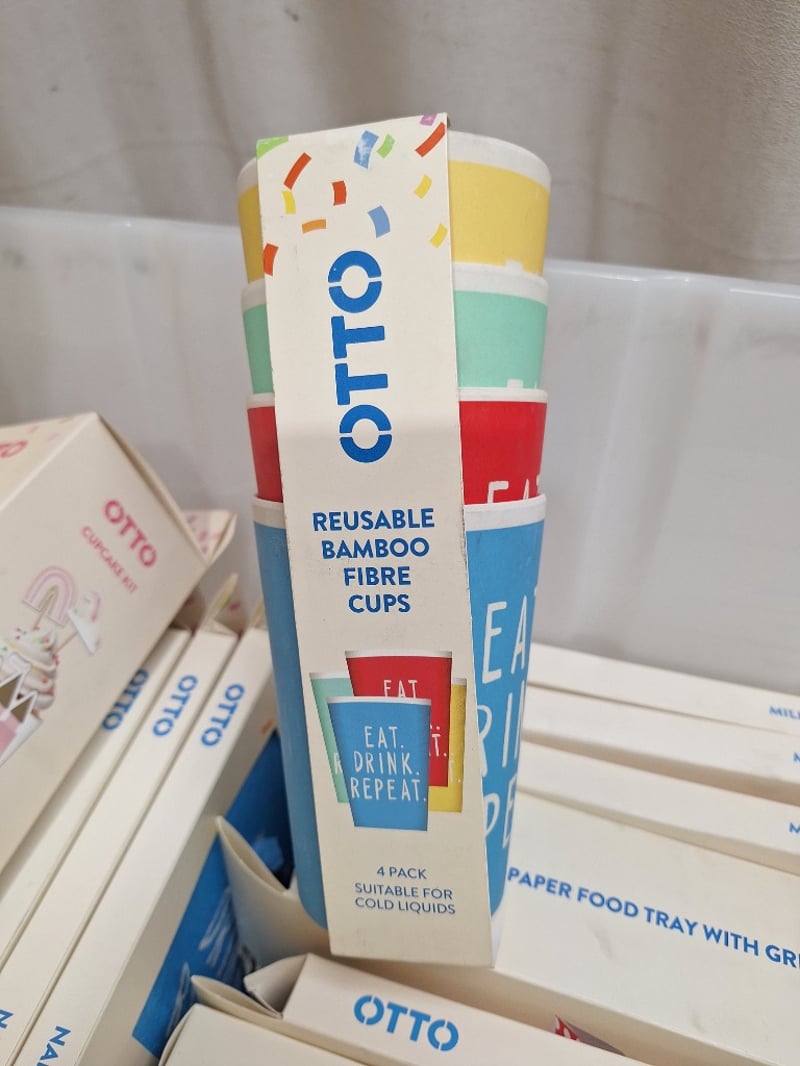 OTTO
REUSABLE
BAMBOO
FIBRE
CUPS
EAT.
DRINK.
REPEAT.
EAT
4 PACK
SUITABLE FOR
COLD LIQUIDS
OTTO
CUPCAKE KIT
OTTO
OTTO
OTTO
PAPER FOOD TRAY WITH
OTTO